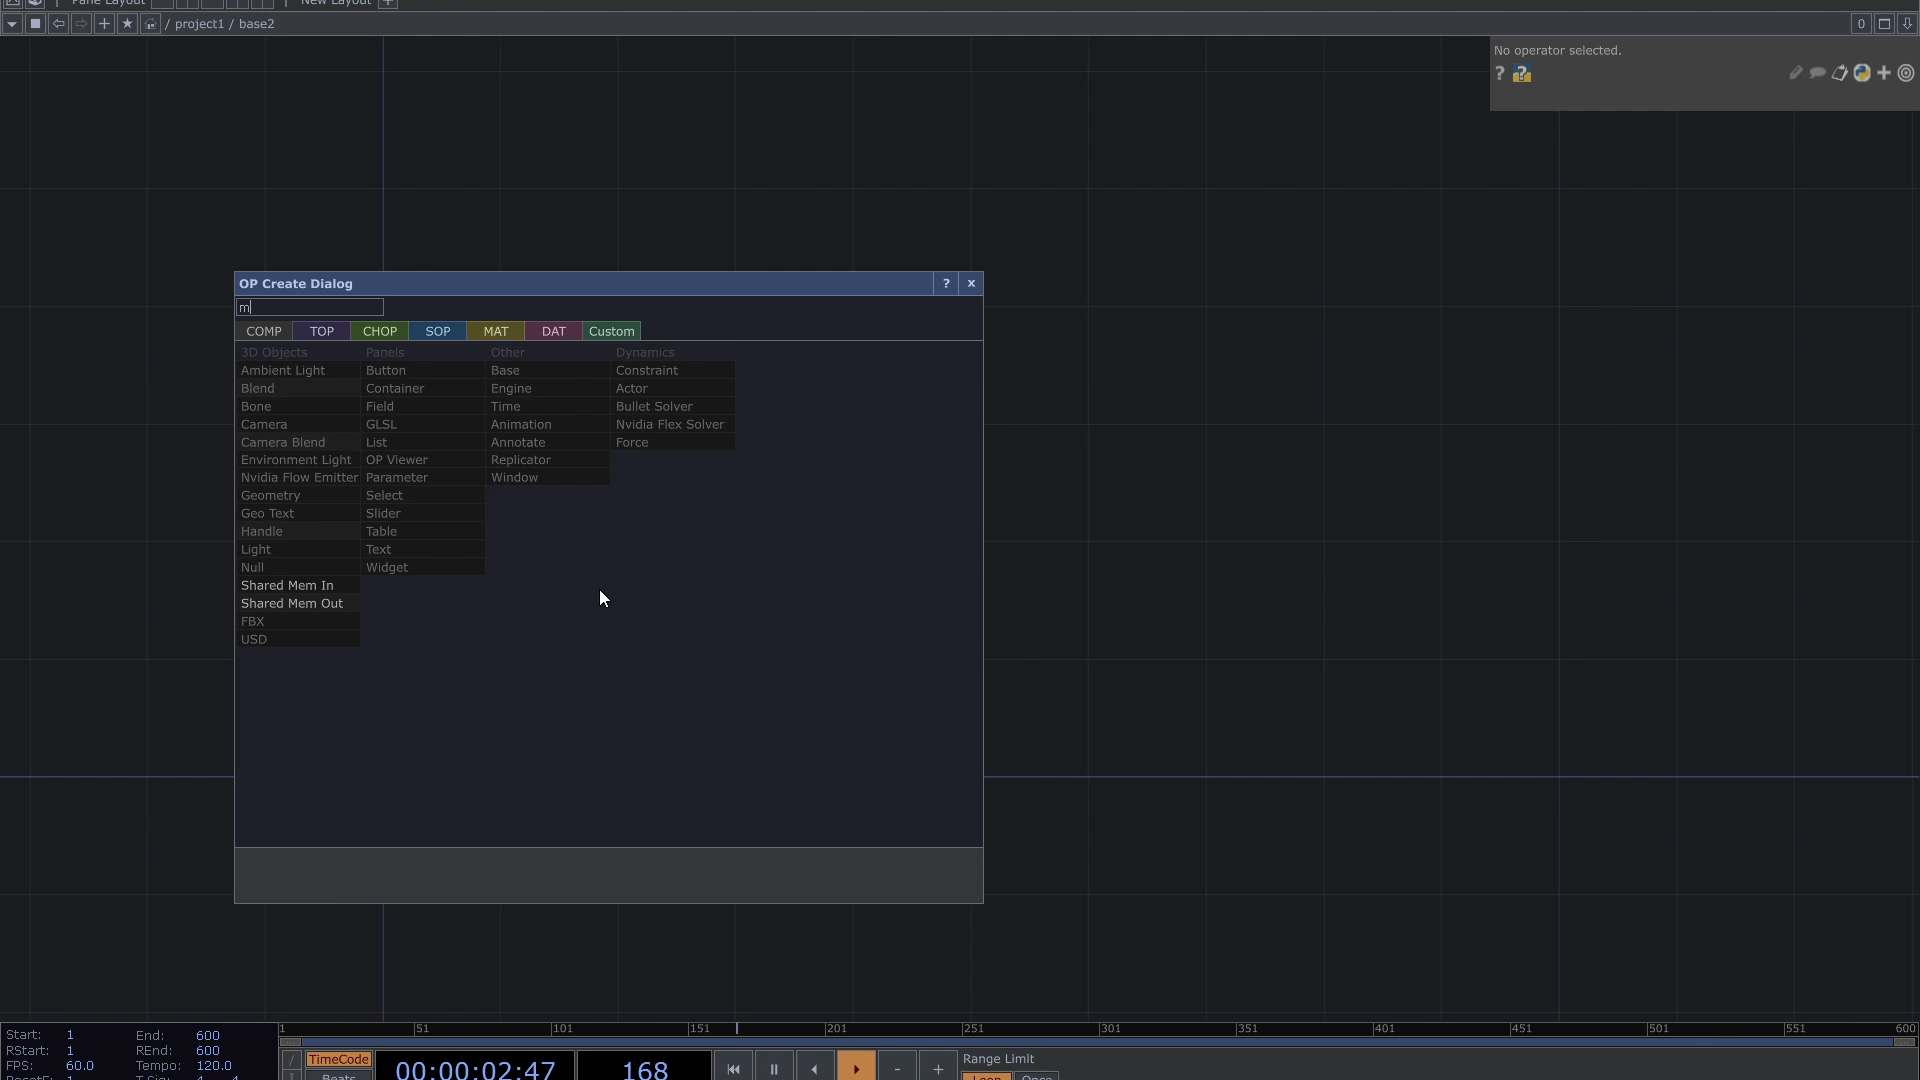 Pane Layout New Layout
/ project1 / base2 0
No operator selected.
OP Create Dialog ? x
m
COMP TOP CHOP SOP MAT DAT Custom
3D Objects Panels Other Dynamics
Ambient Light Button Base Constraint
Blend Container Engine Actor
Bone Field Time Bullet Solver
Camera GLSL Animation Nvidia Flex Solver
Camera Blend List Annotate Force
Environment Light OP Viewer Replicator
Nvidia Flow Emitter Parameter Window
Geometry Select
Geo Text Slider
Handle Table
Light Text
Null Widget
Shared Mem In
Shared Mem Out
FBX
USD
1 51 101 151 201 251 301 351 401 451 501 551 600
Start: 1 End: 600
RStart: 1 REnd: 600
FPS: 60.0 Tempo: 120.0
TimeCode 00:00:02:47 168 - + Range Limit
Beats Loop Once